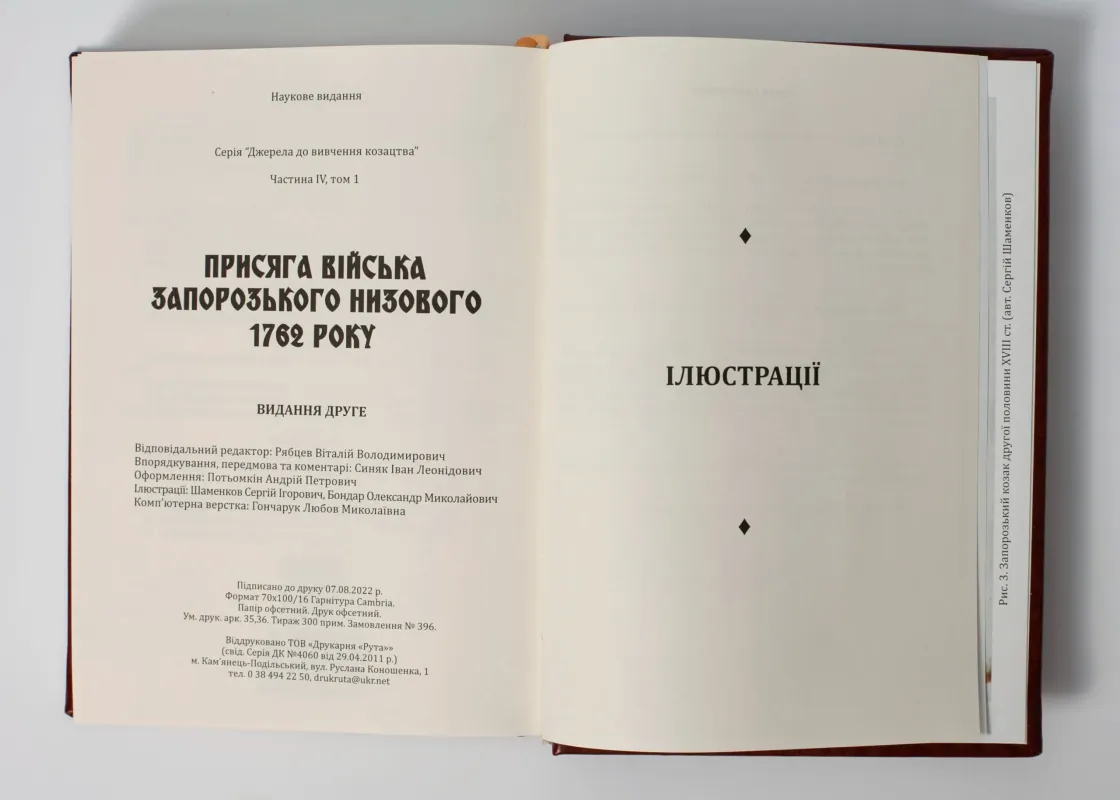 Наукове видання
Серія "Джерела до вивчення козацтва"
Частина IV, том 1
ПРИСЯГА ВІЙСЬКА
ЗАПОРОЗЬКОГО НИЗОВОГО
1762 РОКУ
ВИДАННЯ ДРУГЕ
Відповідальний редактор: Рябцев Віталій Володимирович
Впорядкування, передмова та коментарі: Синяк Іван Леонідович
Оформлення: Потьомкін Андрій Петрович
Ілюстрації: Шаменков Сергій Ігорович, Бондар Олександр Миколайович
Комп'ютерна верстка: Гончарук Любов Миколаївна
Підписано до друку 07.08.2022 р.
Формат 70х100/16 Гарнітура Cambria.
Папір офсетний. Друк офсетний.
Ум. друк. арк. 35,36. Тираж 300 прим. Замовлення № 396.
Віддруковано ТОВ «Друкарня «Рута»»
(свід. Серія ДК №4060 від 29.04.2011 р.)
м. Кам'янець-Подільський, вул. Руслана Коношенка, 1
тел. 0 38 494 22 50, drukruta@ukr.net
ІЛЮСТРАЦІЇ
Рис. 3. Запорозький козак другої половини XVIII ст. (авт. Сергій Шаменков)